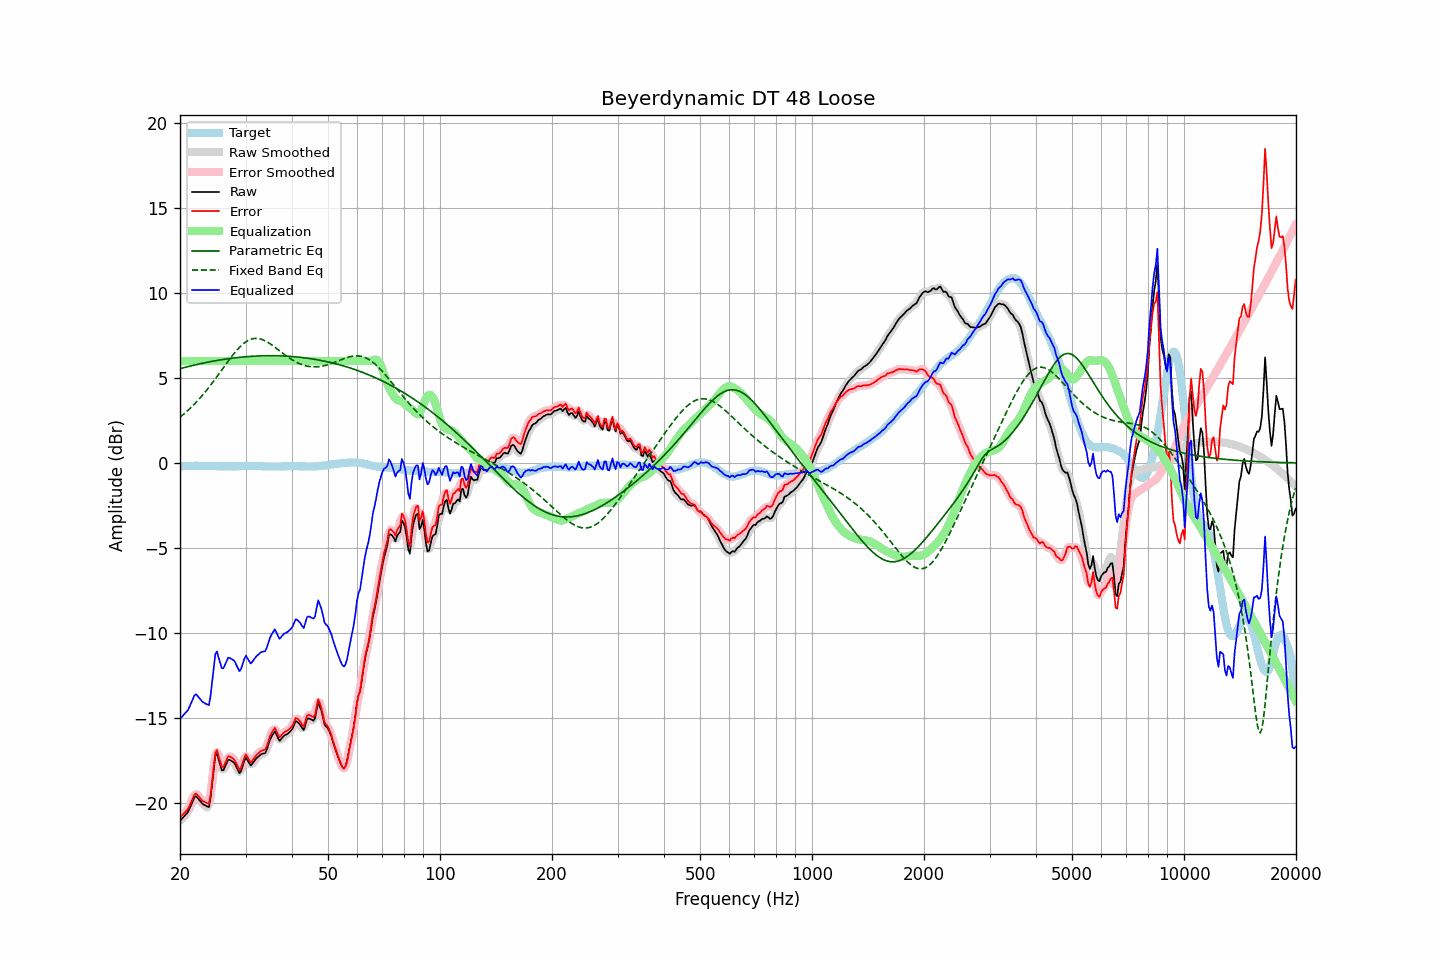 Beyerdynamic DT 48 Loose
Target
Raw Smoothed
Error Smoothed
Raw
Error
Equalization
Parametric Eq
Fixed Band Eq
Equalized
Amplitude (dBr)
20
15
10
5
0
−5
−10
−15
−20
20 50 100 200 500 1000 2000 5000 10000 20000
Frequency (Hz)